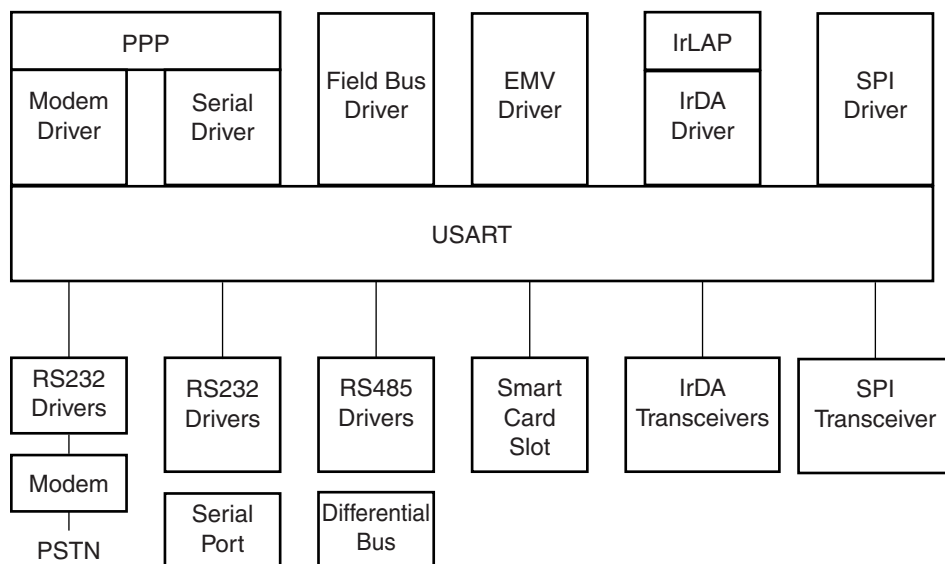 PPP
Modem
Driver
Serial
Driver
Field Bus
Driver
EMV
Driver
IrLAP
IrDA
Driver
SPI
Driver
USART
RS232
Drivers
Modem
PSTN
RS232
Drivers
Serial
Port
RS485
Drivers
Differential
Bus
Smart
Card
Slot
IrDA
Transceivers
SPI
Transceiver